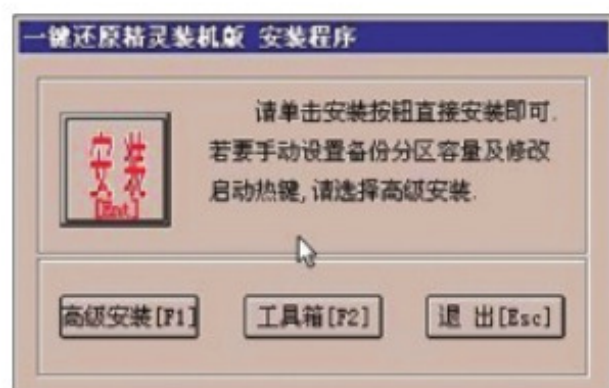 一键还原精灵装机版 安装程序
请单击安装按钮直接安装即可.
若要手动设置备份分区容量及修改
启动热键,请选择高级安装.
安装
[Ent]
高级安装[F1]
工具箱[F2]
退 出[Esc]